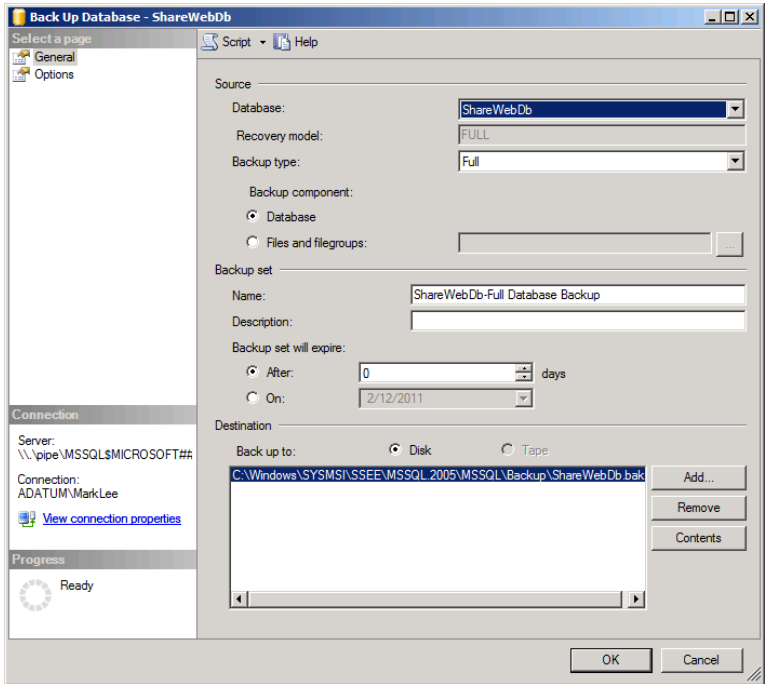 Back Up Database - ShareWebDb
Select a page
General
Options
Script
Help
Source
Database:
ShareWebDb
Recovery model:
FULL
Backup type:
Full
Backup component:
Database
Files and filegroups:
...
Backup set
Name:
ShareWebDb-Full Database Backup
Description:
Backup set will expire:
After:
0
days
On:
2/12/2011
Destination
Back up to:
Disk
Tape
C:\Windows\SYSMSI\SSEE\MSSQL.2005\MSSQL\Backup\ShareWebDb.bak
Add...
Remove
Contents
Connection
Server:
\\.\pipe\MSSQL$MICROSOFT##
Connection:
ADATUM\MarkLee
View connection properties
Progress
Ready
OK
Cancel